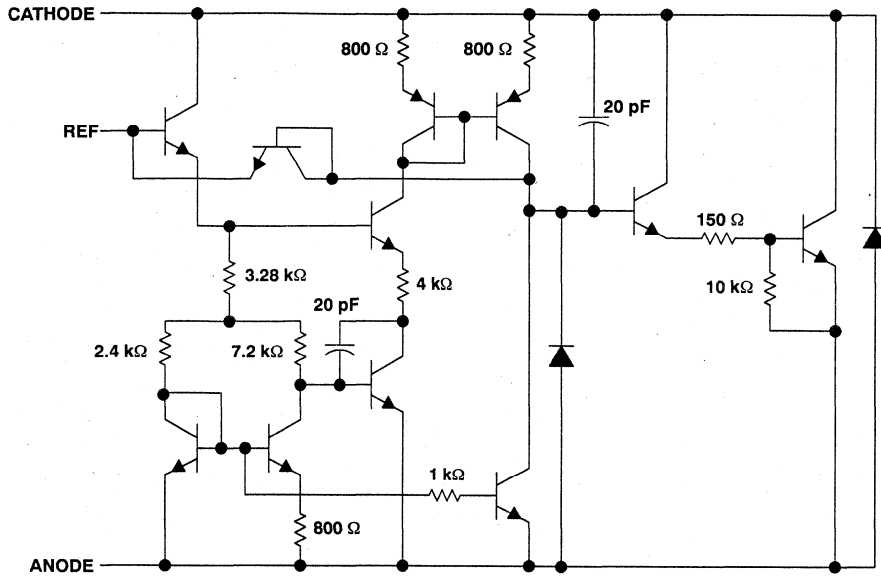 CATHODE
800 Ω
800 Ω
20 pF
REF
150 Ω
3.28 kΩ
4 kΩ
10 kΩ
20 pF
2.4 kΩ
7.2 kΩ
1 kΩ
800 Ω
ANODE